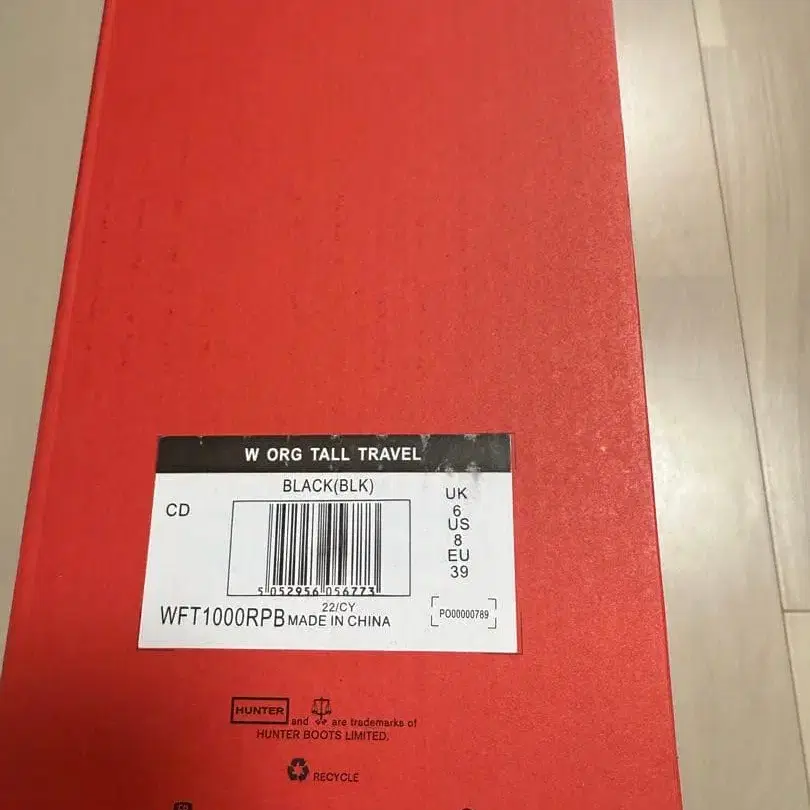 W ORG TALL TRAVEL
BLACK(BLK)
CD
UK
6
US
8
EU
39
5 052956 056773
22/CY
WFT1000RPB MADE IN CHINA
PO00000789
HUNTER and are trademarks of
HUNTER BOOTS LIMITED.
RECYCLE